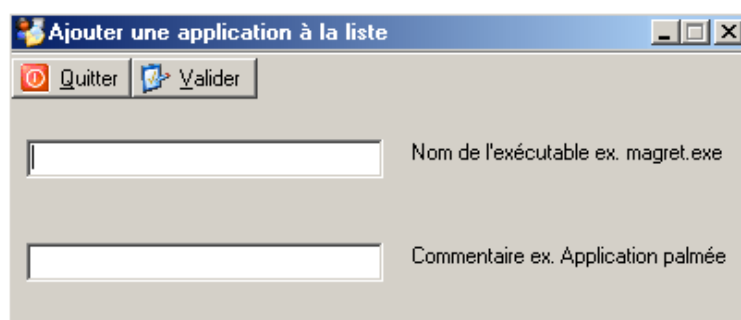 Ajouter une application à la liste
Quitter Valider
Nom de l'exécutable ex. magret.exe
Commentaire ex. Application palmée